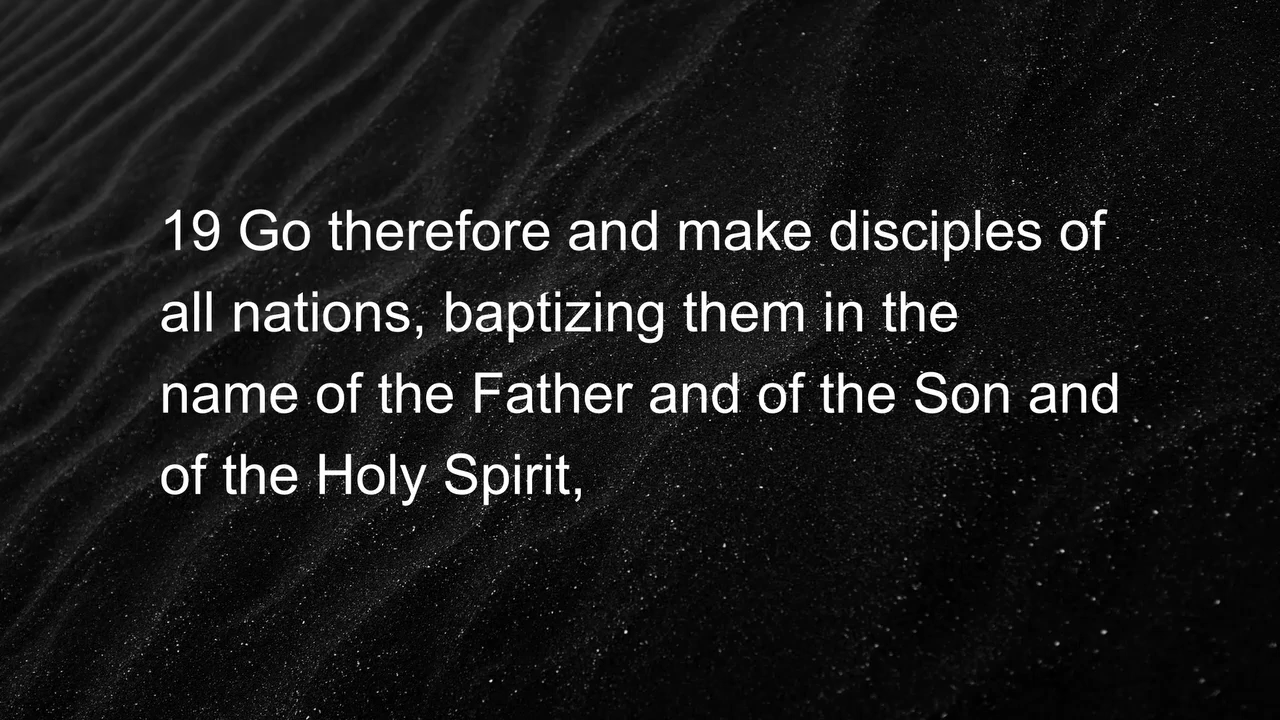 19 Go therefore and make disciples of
all nations, baptizing them in the
name of the Father and of the Son and
of the Holy Spirit,